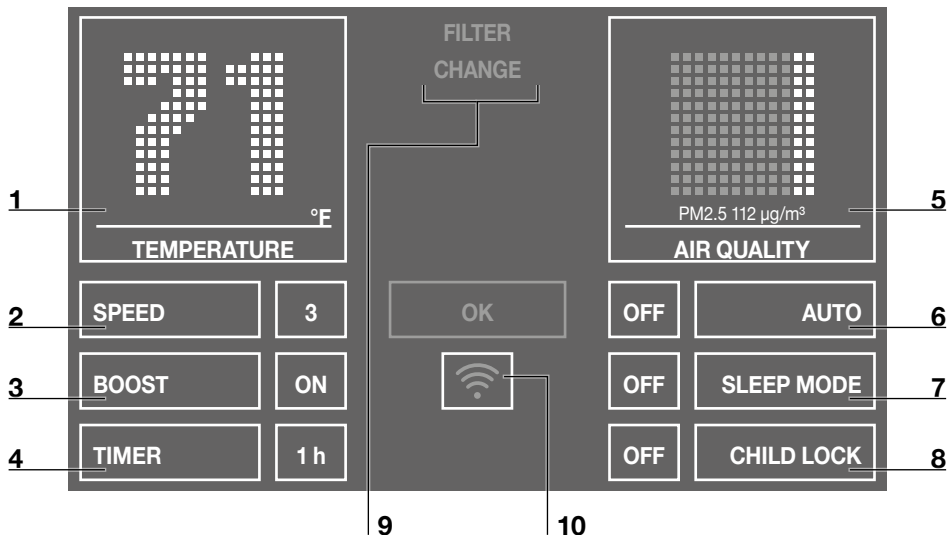 71
°F
TEMPERATURE
FILTER
CHANGE
PM2.5 112 µg/m³
AIR QUALITY
1
5
SPEED 3 OK OFF AUTO
2
6
BOOST ON OFF SLEEP MODE
3
7
TIMER 1 h OFF CHILD LOCK
4
8
9
10